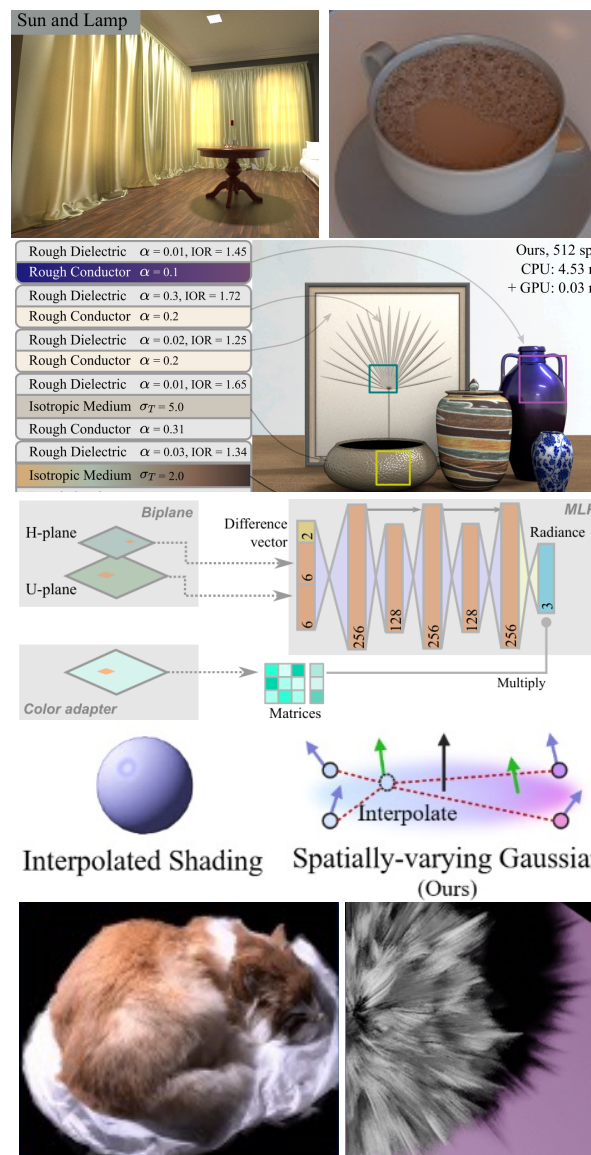 Sun and Lamp
Rough Dielectric α = 0.01, IOR = 1.45
Rough Conductor α = 0.1
Rough Dielectric α = 0.3, IOR = 1.72
Rough Conductor α = 0.2
Rough Dielectric α = 0.02, IOR = 1.25
Rough Conductor α = 0.2
Rough Dielectric α = 0.01, IOR = 1.65
Isotropic Medium σT = 5.0
Rough Conductor α = 0.31
Rough Dielectric α = 0.03, IOR = 1.34
Isotropic Medium σT = 2.0
Ours, 512 sp
CPU: 4.53
+ GPU: 0.03
Biplane
H-plane
U-plane
Difference
vector
2
6
6
256
128
256
128
256
3
MLP
Radiance
Color adapter
Matrices
Multiply
Interpolated Shading
Interpolate
Spatially-varying Gaussian
(Ours)